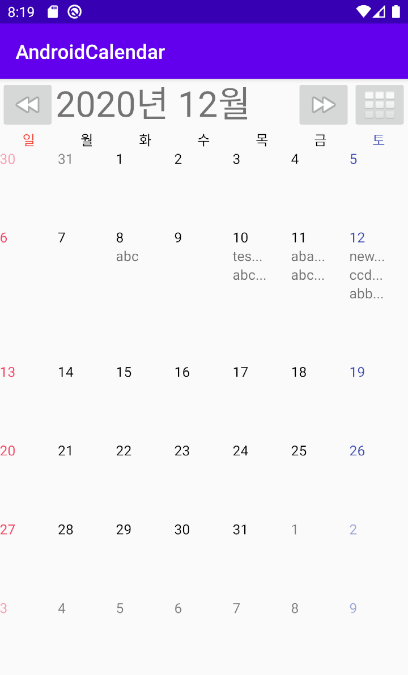 8:19
AndroidCalendar
2020년 12월
일 월 화 수 목 금 토
30 31 1 2 3 4 5
6 7 8 9 10 11 12
abc tes... aba... new...
abc... abc... ccd...
abb...
13 14 15 16 17 18 19
20 21 22 23 24 25 26
27 28 29 30 31 1 2
3 4 5 6 7 8 9